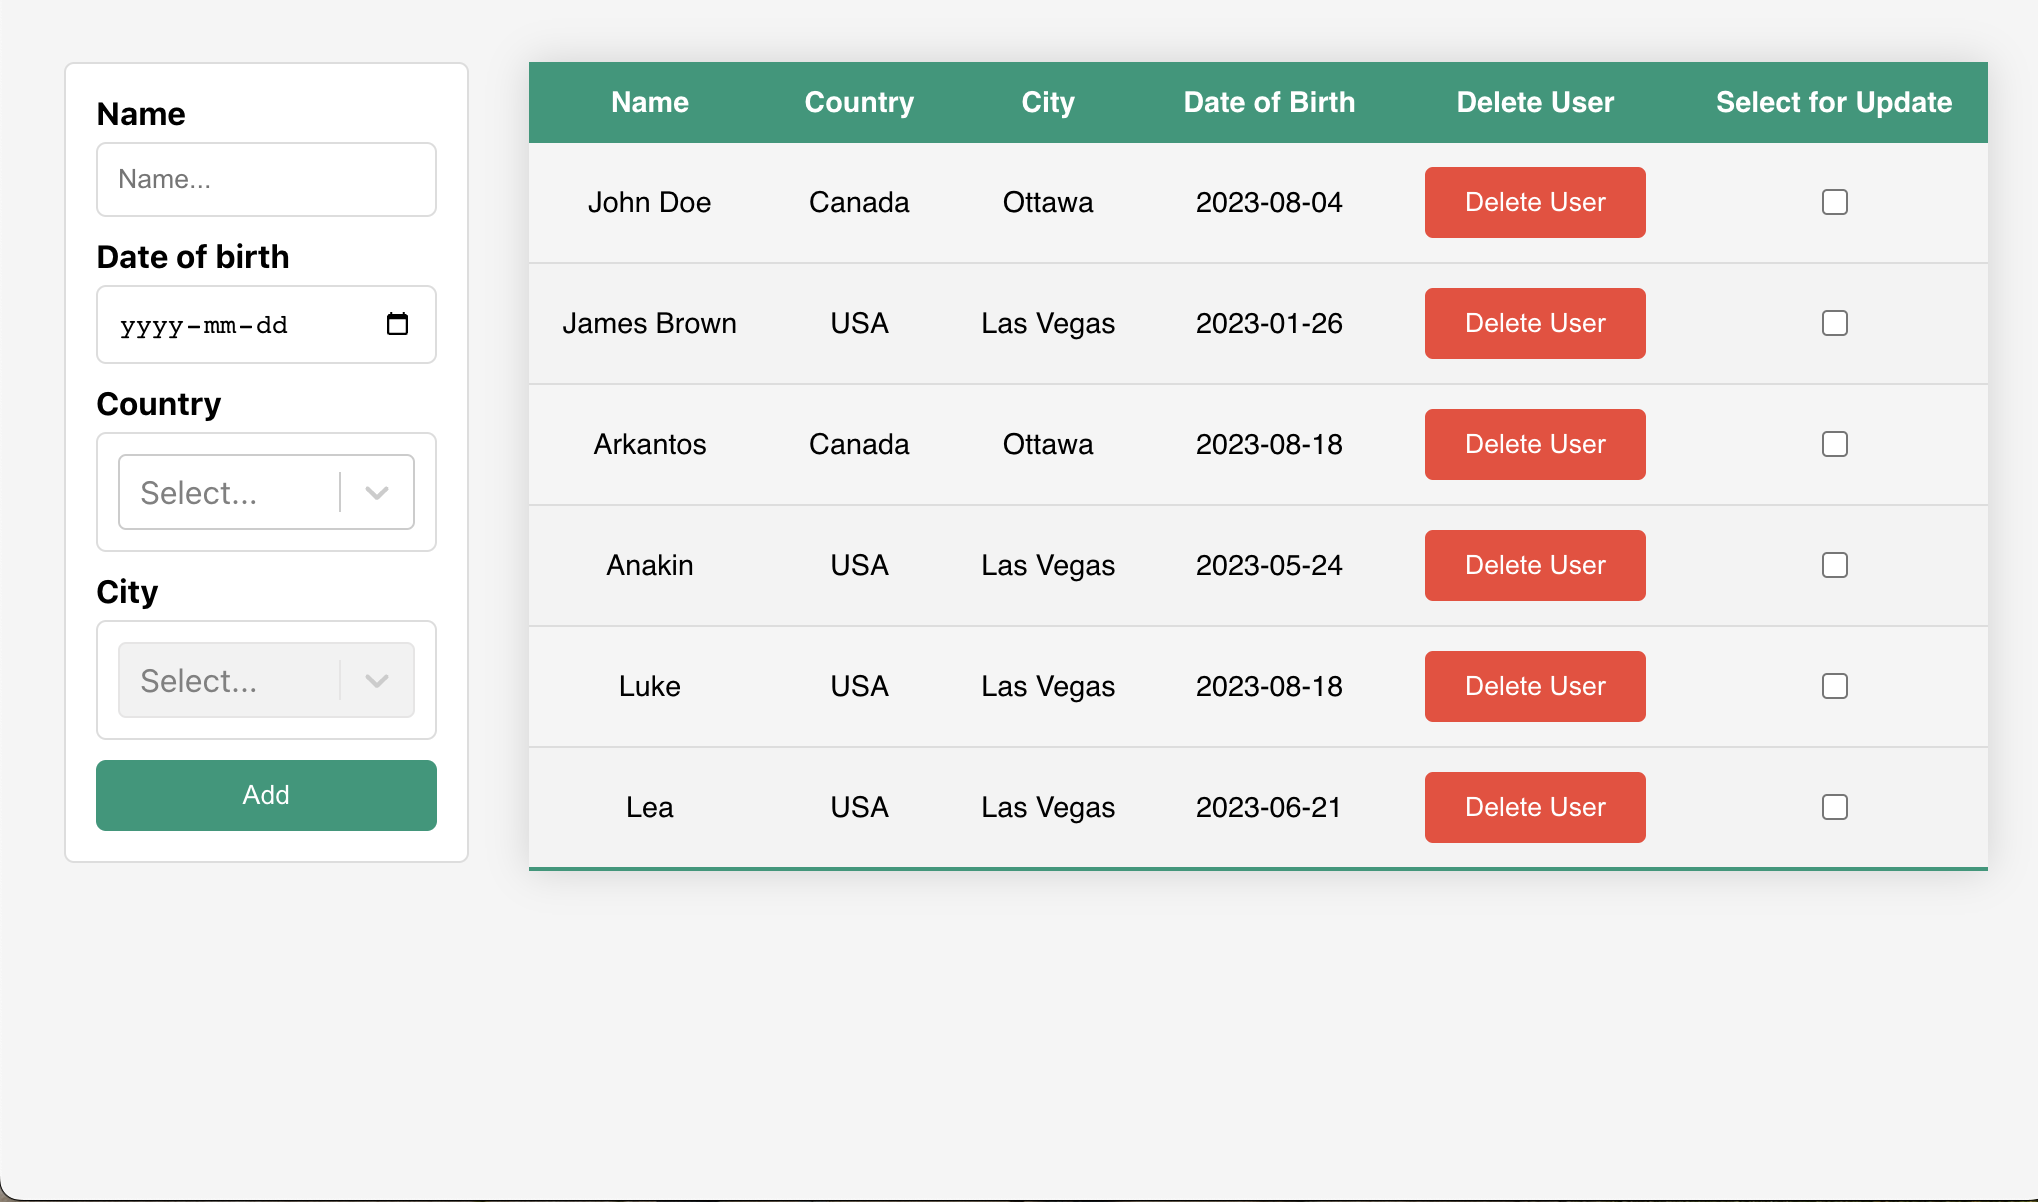 Name
Name...
Date of birth
yyyy-mm-dd
Country
Select...
City
Select...
Add
Name Country City Date of Birth Delete User Select for Update
John Doe Canada Ottawa 2023-08-04 Delete User
James Brown USA Las Vegas 2023-01-26 Delete User
Arkantos Canada Ottawa 2023-08-18 Delete User
Anakin USA Las Vegas 2023-05-24 Delete User
Luke USA Las Vegas 2023-08-18 Delete User
Lea USA Las Vegas 2023-06-21 Delete User